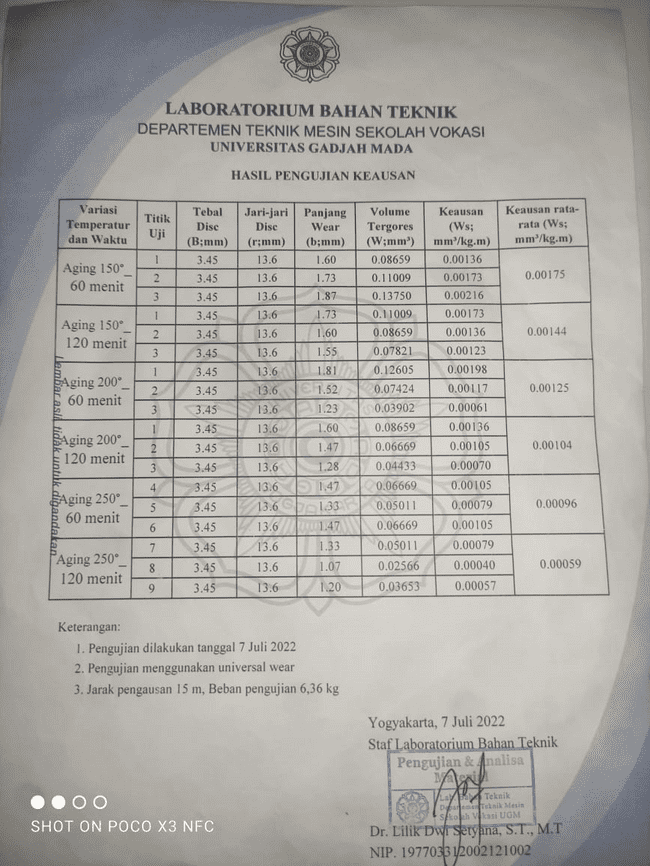 LABORATORIUM BAHAN TEKNIK
DEPARTEMEN TEKNIK MESIN SEKOLAH VOKASI
UNIVERSITAS GADJAH MADA
HASIL PENGUJIAN KEAUSAN
Variasi Temperatur dan Waktu Titik Uji Tebal Disc (B;mm) Jari-jari Disc (r;mm) Panjang Wear (b;mm) Volume Tergores (W;mm³) Keausan (Ws; mm³/kg.m) Keausan rata-rata (Ws; mm³/kg.m)
Aging 150°_ 60 menit 1 3.45 13.6 1.60 0.08659 0.00136 0.00175
2 3.45 13.6 1.73 0.11009 0.00173
3 3.45 13.6 1.87 0.13750 0.00216
Aging 150°_ 120 menit 1 3.45 13.6 1.73 0.11009 0.00173 0.00144
2 3.45 13.6 1.60 0.08659 0.00136
3 3.45 13.6 1.55 0.07821 0.00123
Aging 200°_ 60 menit 1 3.45 13.6 1.81 0.12605 0.00198 0.00125
2 3.45 13.6 1.52 0.07424 0.00117
3 3.45 13.6 1.23 0.03902 0.00061
Aging 200°_ 120 menit 1 3.45 13.6 1.60 0.08659 0.00136 0.00104
2 3.45 13.6 1.47 0.06669 0.00105
3 3.45 13.6 1.28 0.04433 0.00070
Aging 250°_ 60 menit 4 3.45 13.6 1.47 0.06669 0.00105 0.00096
5 3.45 13.6 1.33 0.05011 0.00079
6 3.45 13.6 1.47 0.06669 0.00105
Aging 250°_ 120 menit 7 3.45 13.6 1.33 0.05011 0.00079 0.00059
8 3.45 13.6 1.07 0.02566 0.00040
9 3.45 13.6 1.20 0.03653 0.00057
Lembar asli, tidak untuk digandakan
Keterangan:
1. Pengujian dilakukan tanggal 7 Juli 2022
2. Pengujian menggunakan universal wear
3. Jarak pengausan 15 m, Beban pengujian 6,36 kg
Yogyakarta, 7 Juli 2022
Staf Laboratorium Bahan Teknik
Pengujian & Analisa
Material
Lab. Bahan Teknik
Departemen Teknik Mesin
Sekolah Vokasi UGM
Dr. Lilik Dwi Setyana, S.T., M.T
NIP. 197703312002121002
SHOT ON POCO X3 NFC